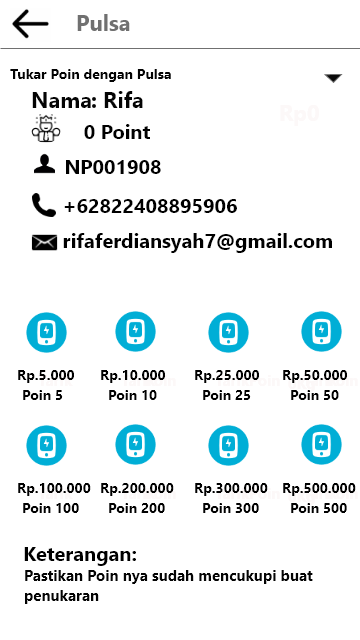 Pulsa
Tukar Poin dengan Pulsa
Nama: Rifa
Rp0
0 Point
NP001908
+62822408895906
rifaferdiansyah7@gmail.com
Rp.5.000 Rp.10.000 Rp.25.000 Rp.50.000
Poin 5 Poin 10 Poin 25 Poin 50
Rp.100.000 Rp.200.000 Rp.300.000 Rp.500.000
Poin 100 Poin 200 Poin 300 Poin 500
Keterangan:
Pastikan Poin nya sudah mencukupi buat
penukaran